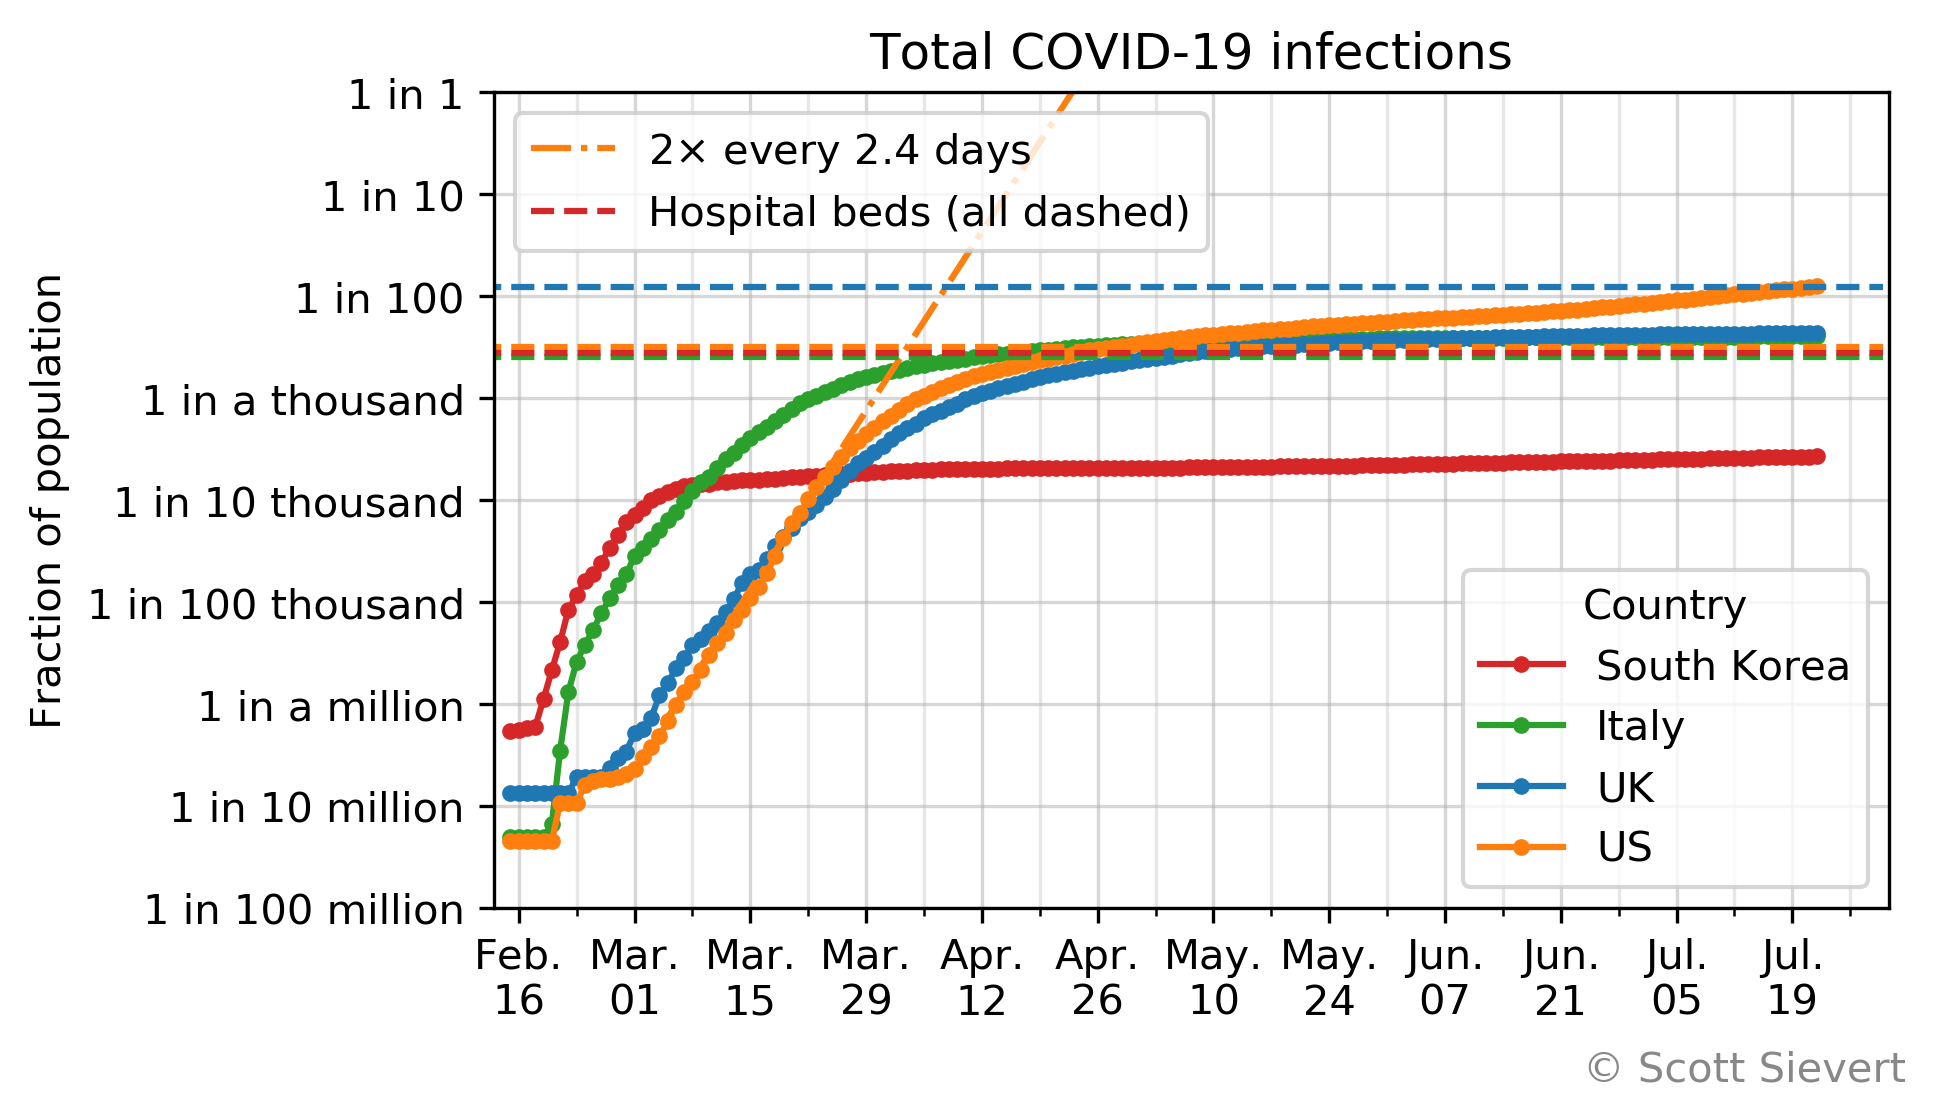 Total COVID-19 infections
1 in 1
1 in 10
1 in 100
1 in a thousand
1 in 10 thousand
1 in 100 thousand
1 in a million
1 in 10 million
1 in 100 million
Fraction of population
2× every 2.4 days
Hospital beds (all dashed)
Country
South Korea
Italy
UK
US
Feb. Mar. Mar. Mar. Apr. Apr. May. May. Jun. Jun. Jul. Jul.
16 01 15 29 12 26 10 24 07 21 05 19
© Scott Sievert